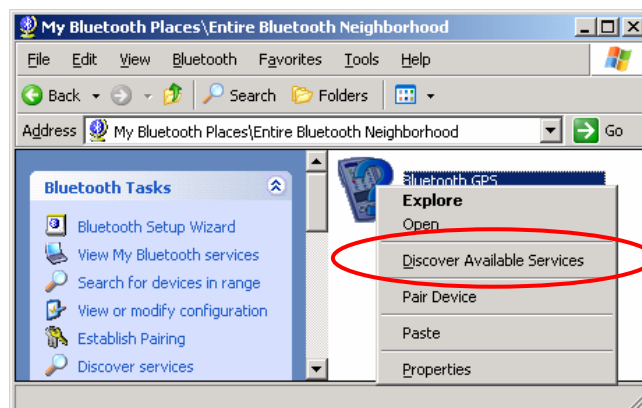 My Bluetooth Places\Entire Bluetooth Neighborhood
File Edit View Bluetooth Favorites Tools Help
Back Search Folders
Address My Bluetooth Places\Entire Bluetooth Neighborhood Go
Bluetooth Tasks
Bluetooth Setup Wizard
View My Bluetooth services
Search for devices in range
View or modify configuration
Establish Pairing
Discover services
Bluetooth GPS
Explore
Open
Discover Available Services
Pair Device
Paste
Properties